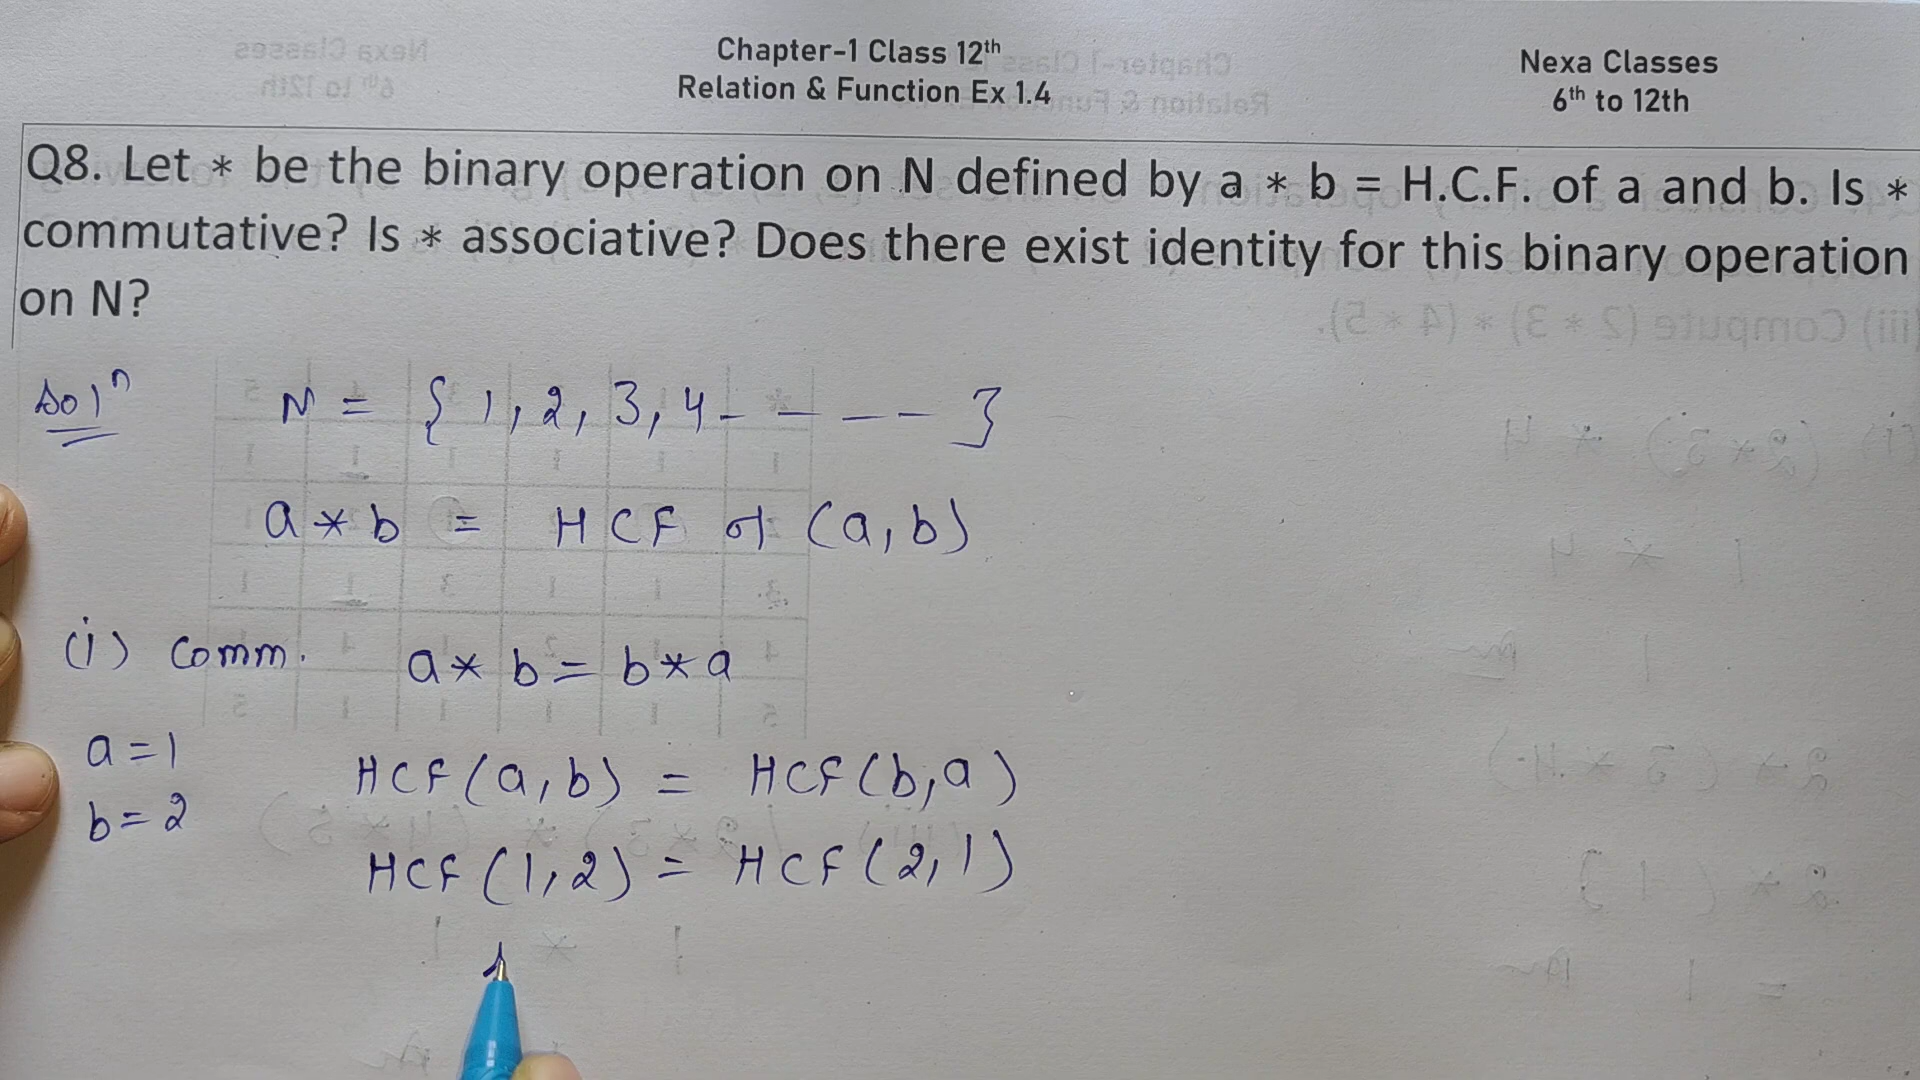 Chapter-1 Class 12th
Relation & Function Ex 1.4
Nexa Classes
6th to 12th
Q8. Let * be the binary operation on N defined by a * b = H.C.F. of a and b. Is *
commutative? Is * associative? Does there exist identity for this binary operation
on N?
Soln N = { 1, 2, 3, 4 - - - - }
a * b = HCF of (a, b)
(i) Comm. a * b = b * a
a = 1
b = 2
HCF (a, b) = HCF (b, a)
HCF (1, 2) = HCF (2, 1)